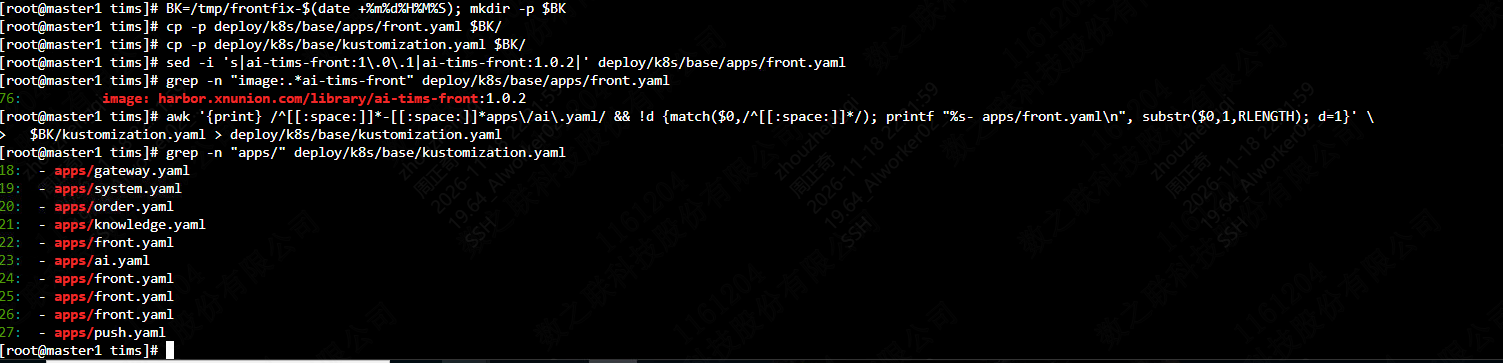 [root@master1 tims]# BK=/tmp/frontfix-$(date +%m%d%H%M%S); mkdir -p $BK
[root@master1 tims]# cp -p deploy/k8s/base/apps/front.yaml $BK/
[root@master1 tims]# cp -p deploy/k8s/base/kustomization.yaml $BK/
[root@master1 tims]# sed -i 's|ai-tims-front:1\.0\.1|ai-tims-front:1.0.2|' deploy/k8s/base/apps/front.yaml
[root@master1 tims]# grep -n "image:.*ai-tims-front" deploy/k8s/base/apps/front.yaml
76:          image: harbor.xnunion.com/library/ai-tims-front:1.0.2
[root@master1 tims]# awk '{print} /^[[:space:]]*-[[:space:]]*apps\/ai\.yaml/ && !d {match($0,/^[[:space:]]*/); printf "%s- apps/front.yaml\n", substr($0,1,RLENGTH); d=1}' \
>   $BK/kustomization.yaml > deploy/k8s/base/kustomization.yaml
[root@master1 tims]# grep -n "apps/" deploy/k8s/base/kustomization.yaml
18:  - apps/gateway.yaml
19:  - apps/system.yaml
20:  - apps/order.yaml
21:  - apps/knowledge.yaml
22:  - apps/front.yaml
23:  - apps/ai.yaml
24:  - apps/front.yaml
25:  - apps/front.yaml
26:  - apps/front.yaml
27:  - apps/push.yaml
[root@master1 tims]#